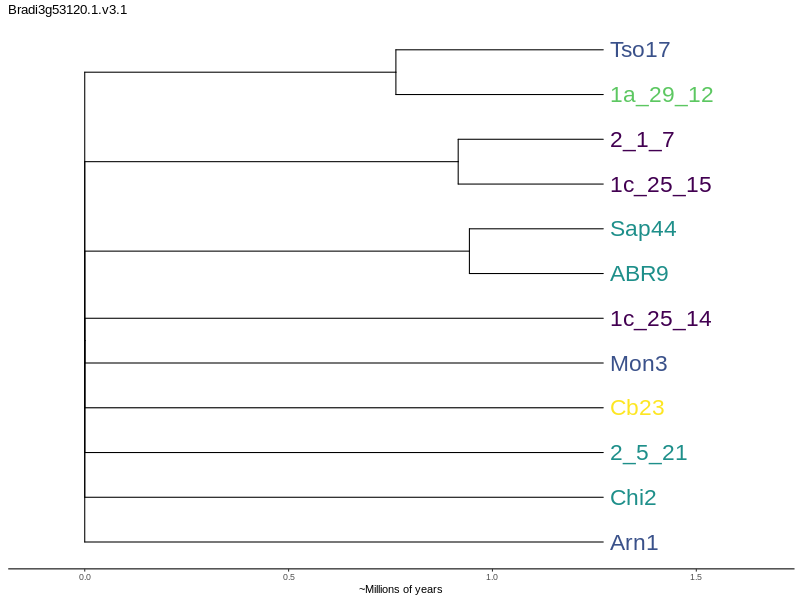 Bradi3g53120.1.v3.1
Tso17
1a_29_12
2_1_7
1c_25_15
Sap44
ABR9
1c_25_14
Mon3
Cb23
2_5_21
Chi2
Arn1
0.0 0.5 1.0 1.5
~Millions of years